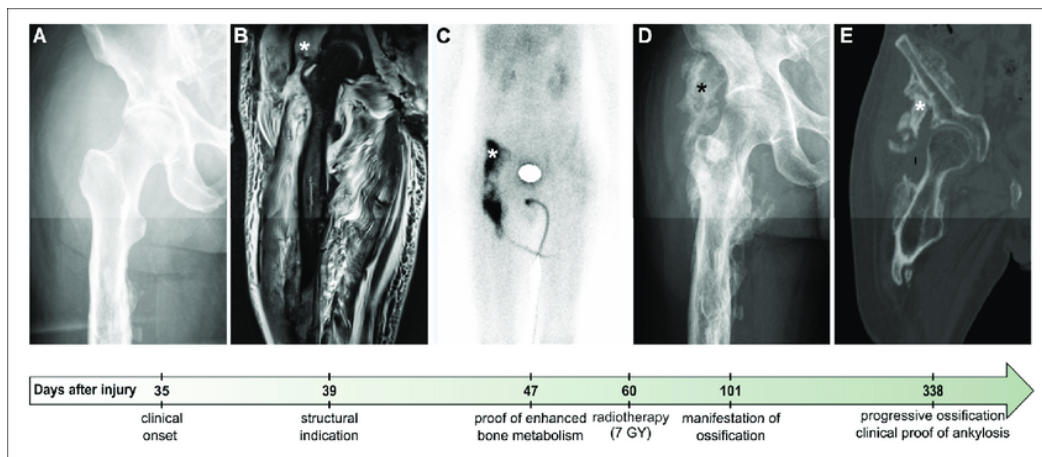 A B C D E
* * * * *
I
Days after injury 35 39 47 60 101 338
clinical onset
structural indication
proof of enhanced bone metabolism
radiotherapy (7 GY)
manifestation of ossification
progressive ossification clinical proof of ankylosis